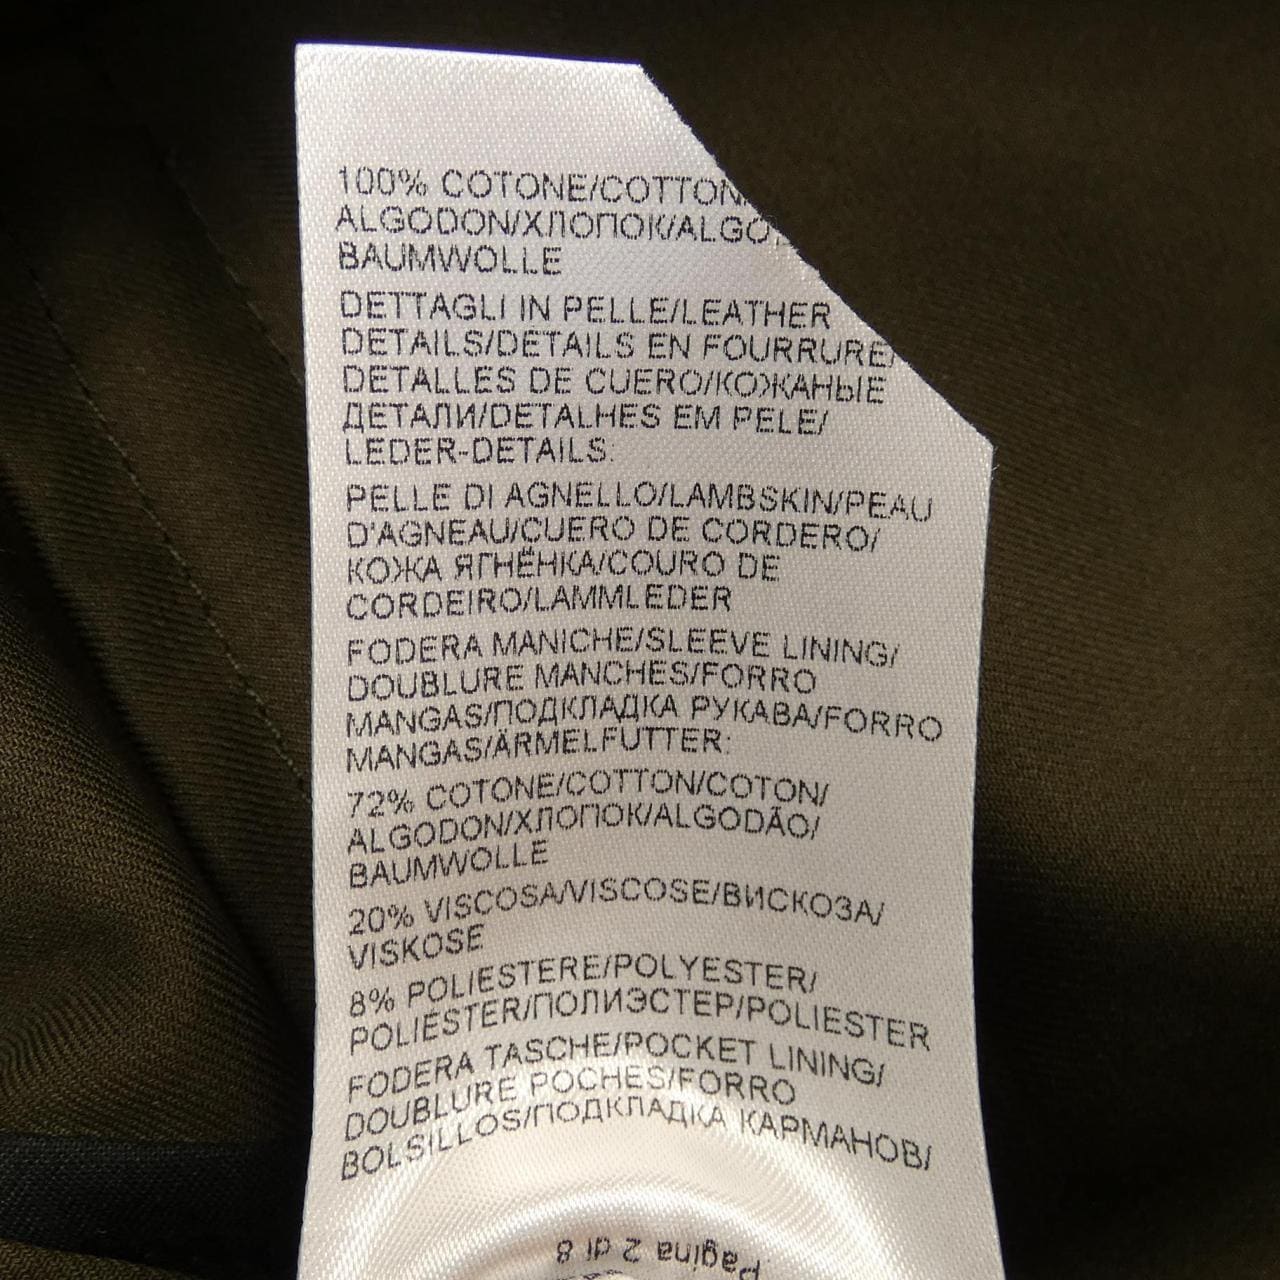 100% COTONE/COTTON
ALGODON/ХЛОПОК/ALGO
BAUMWOLLE
DETTAGLI IN PELLE/LEATHER
DETAILS/DETAILS EN FOURRURE/
DETALLES DE CUERO/КОЖАНЫЕ
ДЕТАЛИ/DETALHES EM PELE/
LEDER-DETAILS:
PELLE DI AGNELLO/LAMBSKIN/PEAU
D'AGNEAU/CUERO DE CORDERO/
КОЖА ЯГНЁНКА/COURO DE
CORDEIRO/LAMMLEDER
FODERA MANICHE/SLEEVE LINING/
DOUBLURE MANCHES/FORRO
MANGAS/ПОДКЛАДКА РУКАВА/FORRO
MANGAS/ÄRMELFUTTER:
72% COTONE/COTTON/COTON/
ALGODON/ХЛОПОК/ALGODÃO/
BAUMWOLLE
20% VISCOSA/VISCOSE/ВИСКОЗА/
VISKOSE
8% POLIESTERE/POLYESTER/
POLIESTER/ПОЛИЭСТЕР/POLIESTER
FODERA TASCHE/POCKET LINING/
DOUBLURE POCHES/FORRO
BOLSILLOS/ПОДКЛАДКА КАРМАНОВ/
Pagina 2 di 8